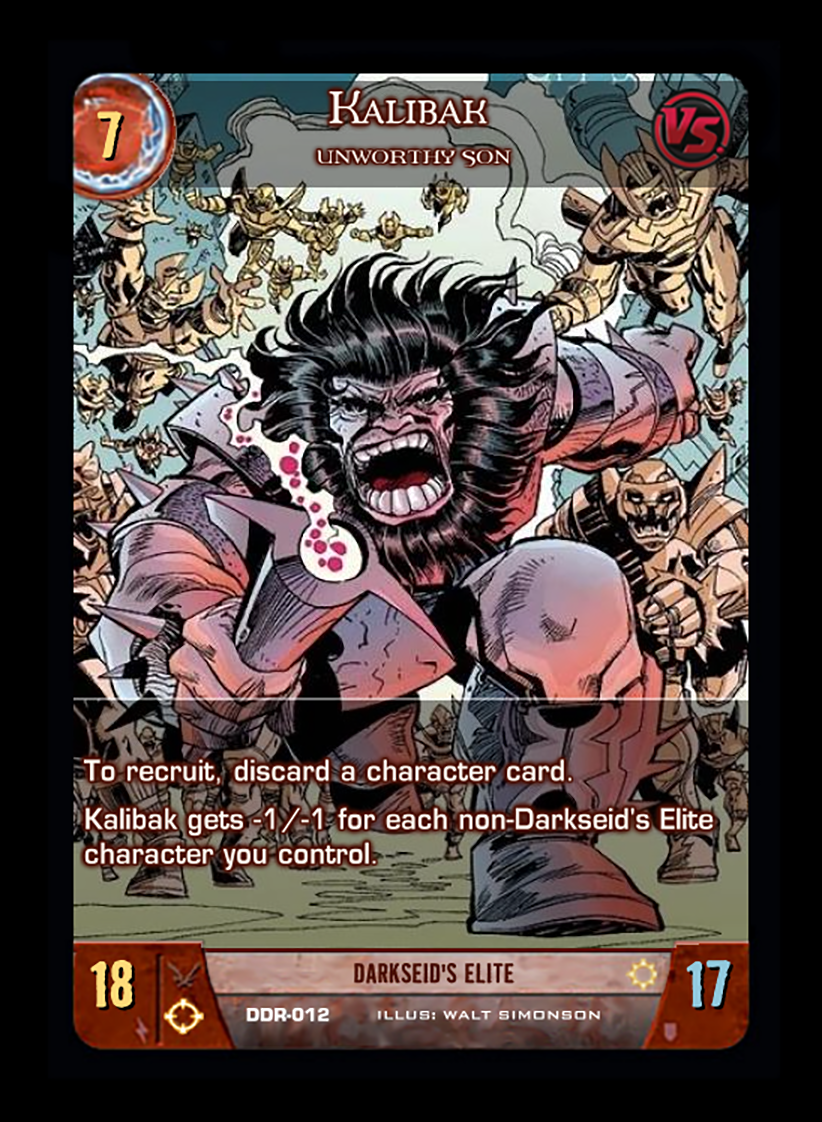 7
KALIBAK
VS.
UNWORTHY SON
To recruit, discard a character card.
Kalibak gets -1/-1 for each non-Darkseid's Elite
character you control.
18
DARKSEID'S ELITE
17
DDR-012 ILLUS: WALT SIMONSON